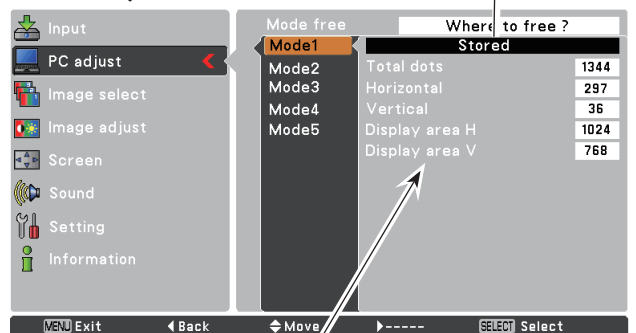 Input
PC adjust
Image select
Image adjust
Screen
Sound
Setting
Information
Mode free
Where to free ?
Mode1
Mode2
Mode3
Mode4
Mode5
Stored
Total dots 1344
Horizontal 297
Vertical 36
Display area H 1024
Display area V 768
MENU Exit Back Move ----- SELECT Select